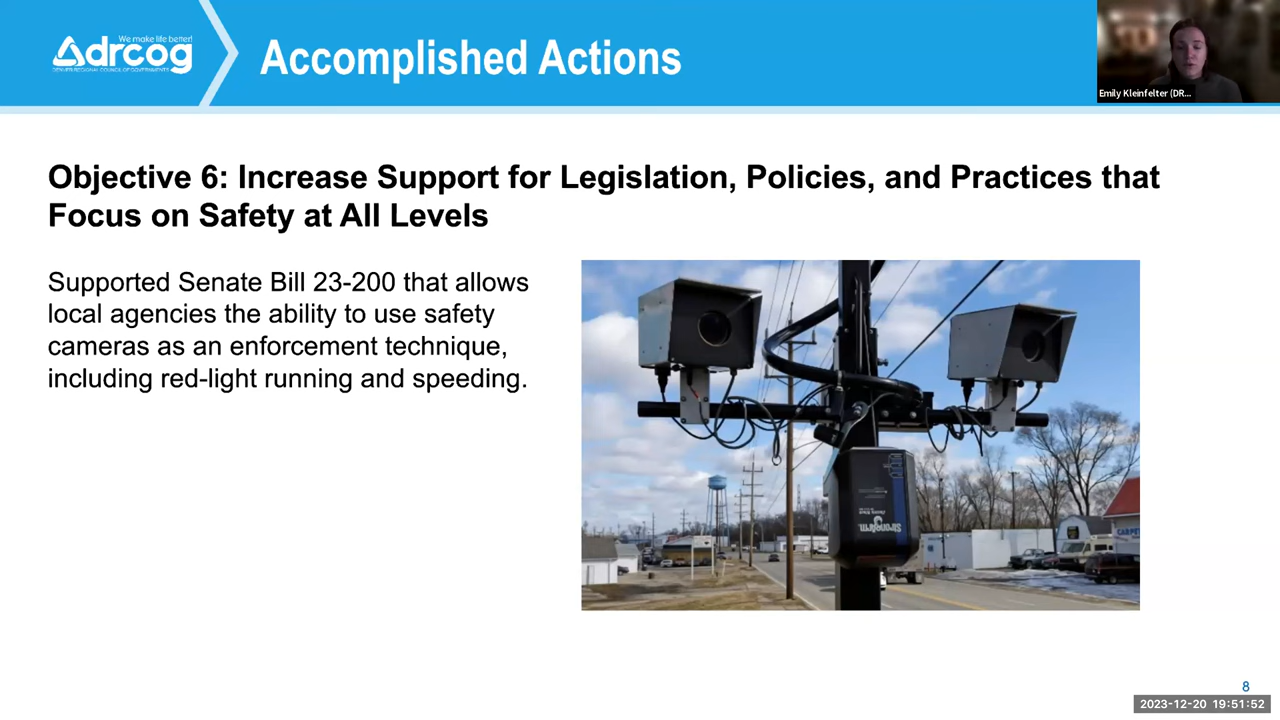 We make life better!
drcog
DENVER REGIONAL COUNCIL OF GOVERNMENTS
Accomplished Actions
Emily Kleinfelter (DR...
Objective 6: Increase Support for Legislation, Policies, and Practices that
Focus on Safety at All Levels
Supported Senate Bill 23-200 that allows
local agencies the ability to use safety
cameras as an enforcement technique,
including red-light running and speeding.
8
2023-12-20 19:51:52